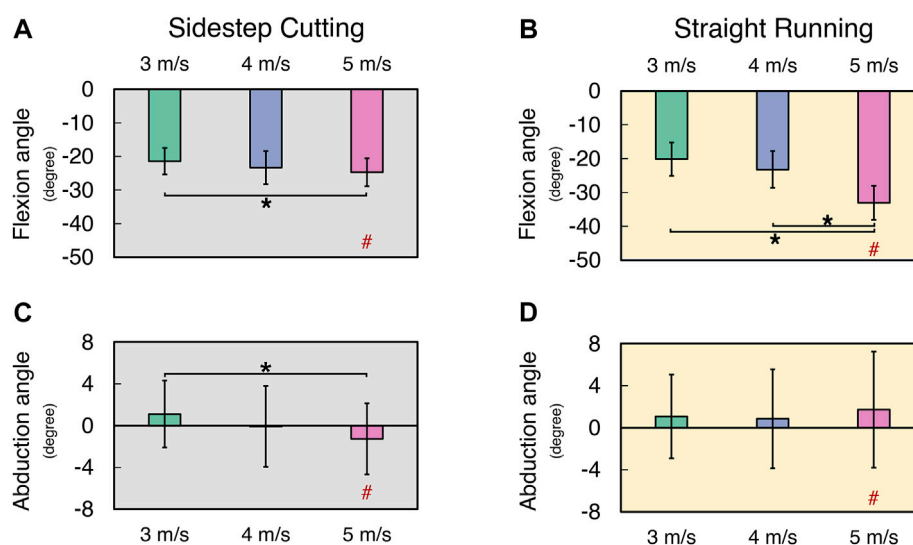 A
Sidestep Cutting
3 m/s 4 m/s 5 m/s
Flexion angle
(degree)
0
-10
-20
-30
-40
-50
*
#
B
Straight Running
3 m/s 4 m/s 5 m/s
Flexion angle
(degree)
0
-10
-20
-30
-40
-50
*
*
#
C
Abduction angle
(degree)
8
4
0
-4
-8
*
#
3 m/s 4 m/s 5 m/s
D
Abduction angle
(degree)
8
4
0
-4
-8
#
3 m/s 4 m/s 5 m/s